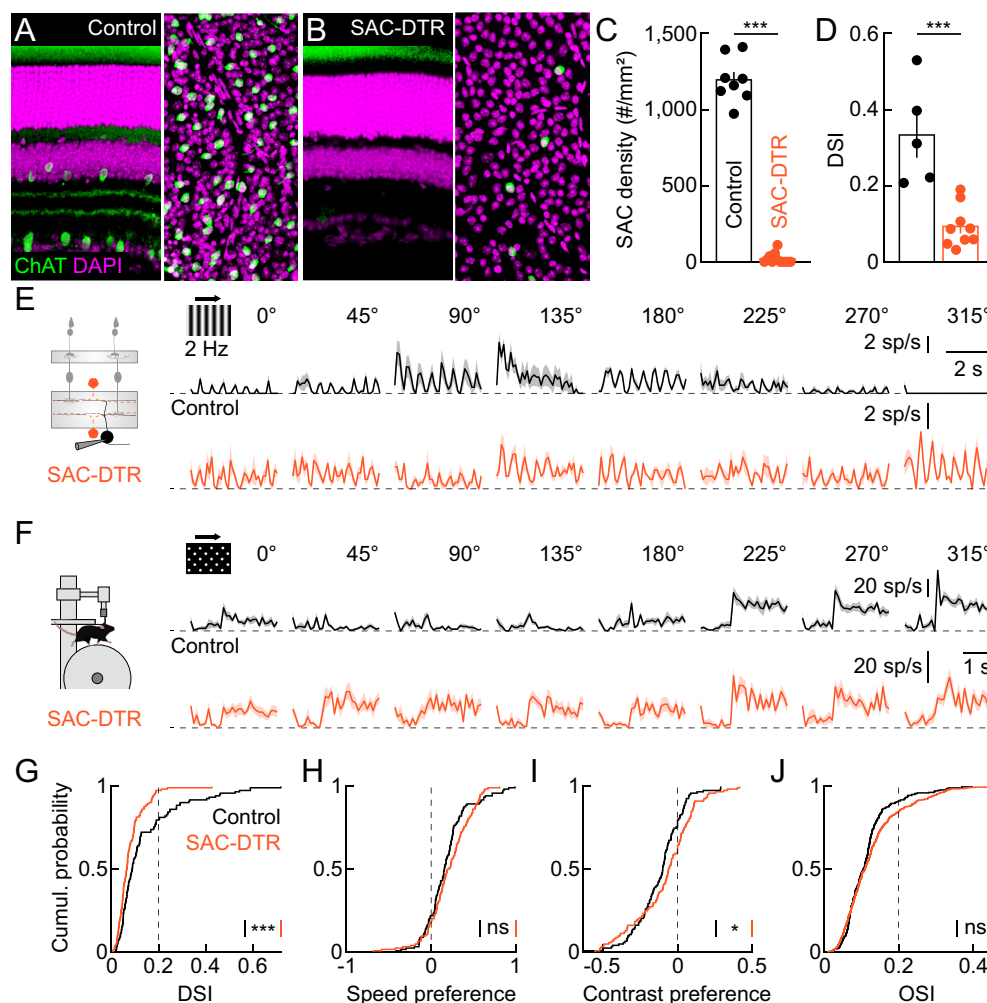 A Control
B SAC-DTR
ChAT DAPI
C
SAC density (#/mm²)
1,500
1,000
500
0
***
Control
SAC-DTR
D
DSI
0.6
0.4
0.2
0
***
E
2 Hz
0° 45° 90° 135° 180° 225° 270° 315°
2 sp/s
2 s
Control
2 sp/s
SAC-DTR
F
0° 45° 90° 135° 180° 225° 270° 315°
20 sp/s
Control
20 sp/s
1 s
SAC-DTR
G
Cumul. probability
1
0.5
0
Control
SAC-DTR
***
0 0.2 0.4 0.6
DSI
H
1
0.5
0
ns
-1 0 1
Speed preference
I
1
0.5
0
*
-0.5 0 0.5
Contrast preference
J
1
0.5
0
ns
0 0.2 0.4
OSI